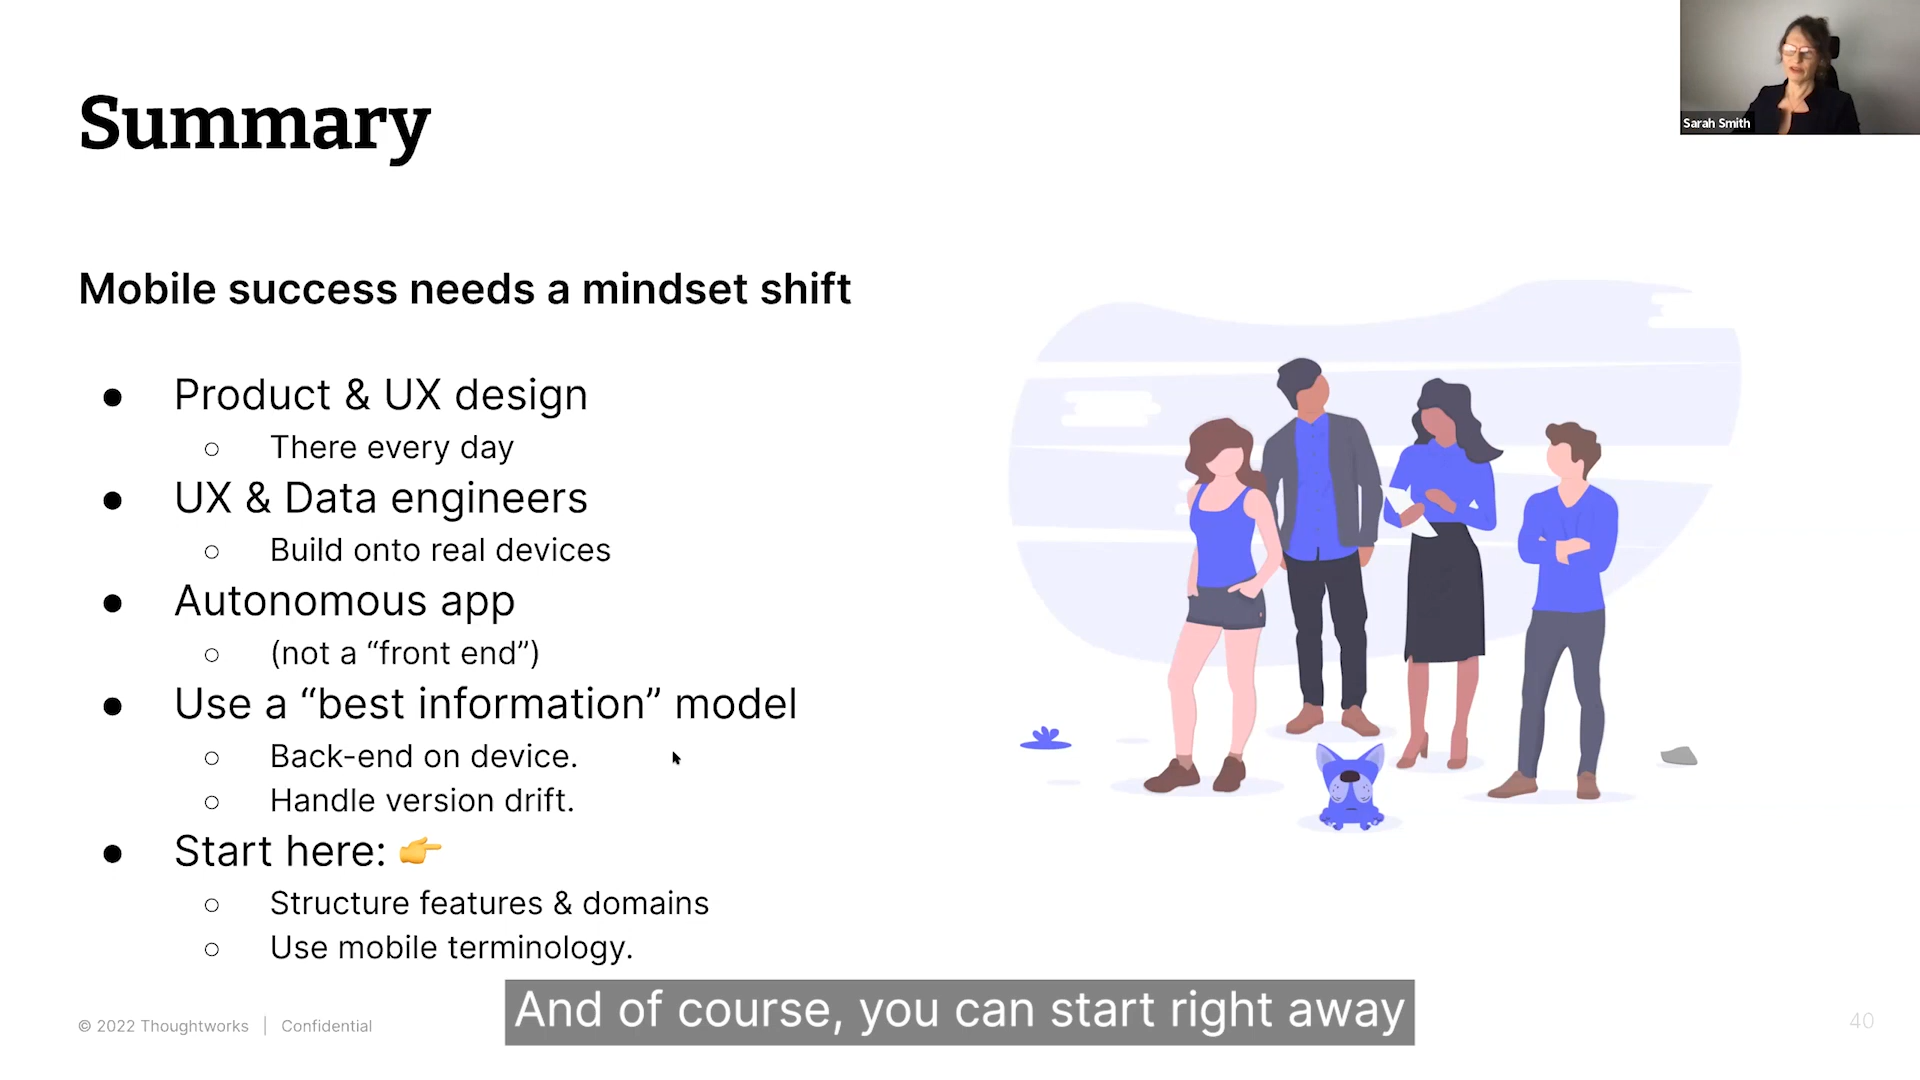 Summary
Sarah Smith
Mobile success needs a mindset shift
● Product & UX design
○ There every day
● UX & Data engineers
○ Build onto real devices
● Autonomous app
○ (not a “front end”)
● Use a “best information” model
○ Back-end on device.
○ Handle version drift.
● Start here: 👉
○ Structure features & domains
○ Use mobile terminology.
And of course, you can start right away
© 2022 Thoughtworks | Confidential
40